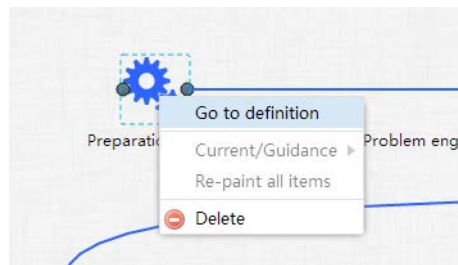 Go to definition
Problem eng
Current/Guidance
Re-paint all items
Delete